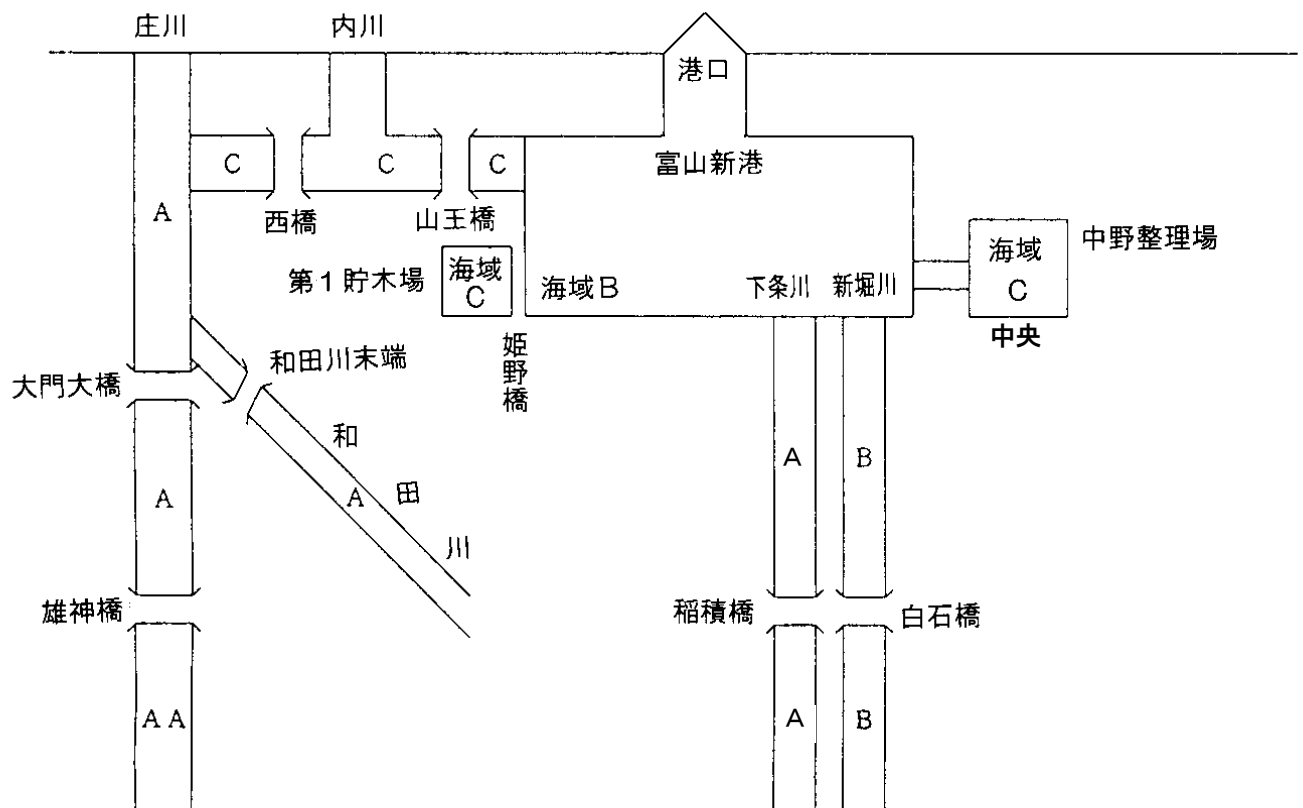 庄川
内川
港口
富山新港
C
C
C
A
西橋
山王橋
中野整理場
海域
C
中央
第1貯木場
海域
C
海域B
下条川
新堀川
姫野橋
和田川末端
大門大橋
和田川
A
A
A
B
雄神橋
稲積橋
白石橋
AA
A
B